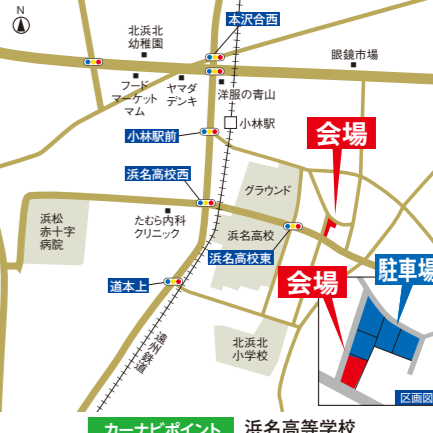 N
本沢合西
北浜北
幼稚園
眼鏡市場
フード
マーケット
マム
ヤマダ
デンキ
洋服の青山
小林駅前
小林駅
会場
浜名高校西
グラウンド
浜松
赤十字
病院
たむら内科
クリニック
浜名高校
浜名高校東
道本上
会場
駐車場
遠州鉄道
北浜北
小学校
区画図
カーナビポイント
浜名高等学校